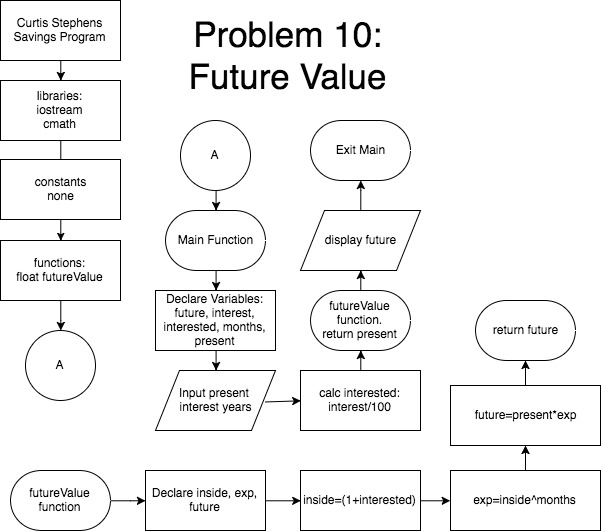 Curtis Stephens
Savings Program
Problem 10:
Future Value
libraries:
iostream
cmath
constants
none
functions:
float futureValue
A
A
Main Function
Declare Variables:
future, interest,
interested, months,
present
Input present
interest years
calc interested:
interest/100
futureValue
function.
return present
display future
Exit Main
futureValue
function
Declare inside, exp,
future
inside=(1+interested)
exp=inside^months
future=present*exp
return future